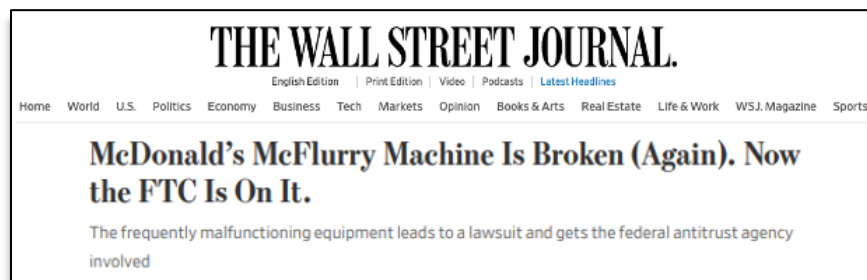 THE WALL STREET JOURNAL.
English Edition | Print Edition | Video | Podcasts | Latest Headlines
Home World U.S. Politics Economy Business Tech Markets Opinion Books & Arts Real Estate Life & Work WSJ. Magazine Sports
McDonald's McFlurry Machine Is Broken (Again). Now
the FTC Is On It.
The frequently malfunctioning equipment leads to a lawsuit and gets the federal antitrust agency
involved